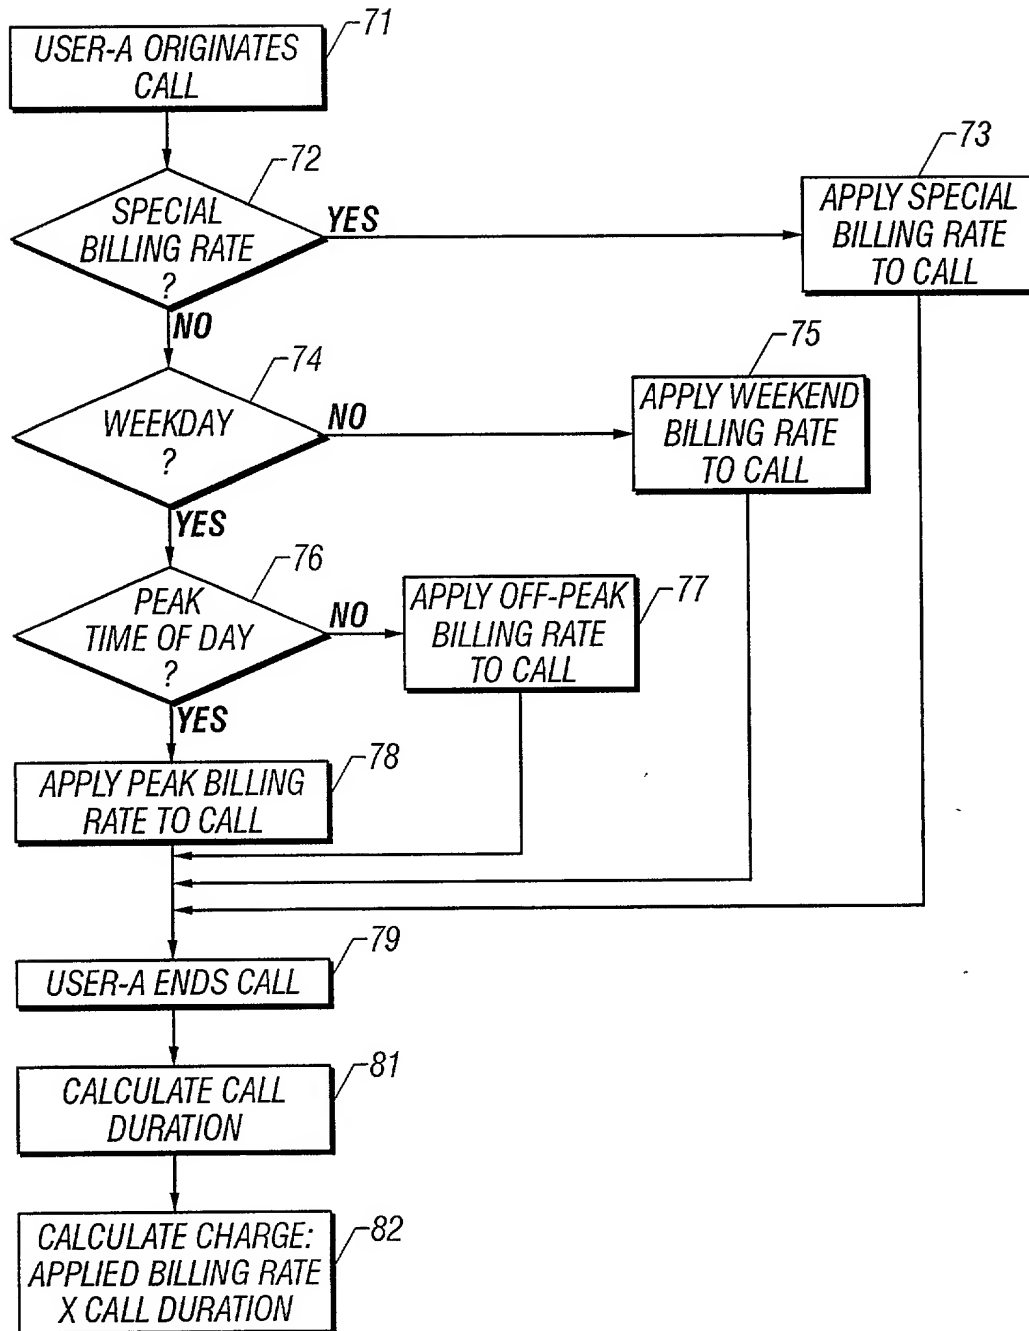 71
USER-A ORIGINATES
CALL
72
SPECIAL
BILLING RATE
?
YES
73
APPLY SPECIAL
BILLING RATE
TO CALL
NO
74
WEEKDAY
?
NO
75
APPLY WEEKEND
BILLING RATE
TO CALL
YES
76
PEAK
TIME OF DAY
?
NO
APPLY OFF-PEAK
BILLING RATE
TO CALL
77
YES
78
APPLY PEAK BILLING
RATE TO CALL
79
USER-A ENDS CALL
81
CALCULATE CALL
DURATION
82
CALCULATE CHARGE:
APPLIED BILLING RATE
X CALL DURATION